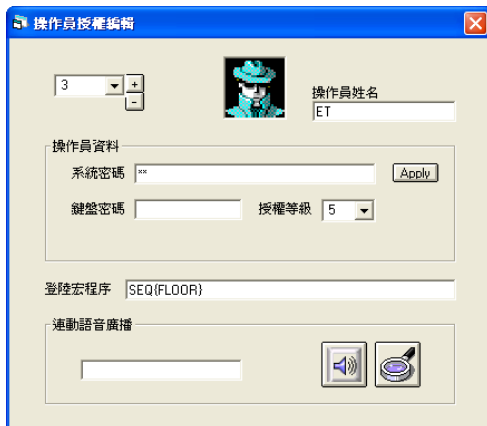 操作員授權編輯
3
+
-
操作員姓名
ET
操作員資料
系統密碼 **
Apply
鍵盤密碼
授權等級 5
登陸宏程序 SEQ{FLOOR}
連動語音廣播